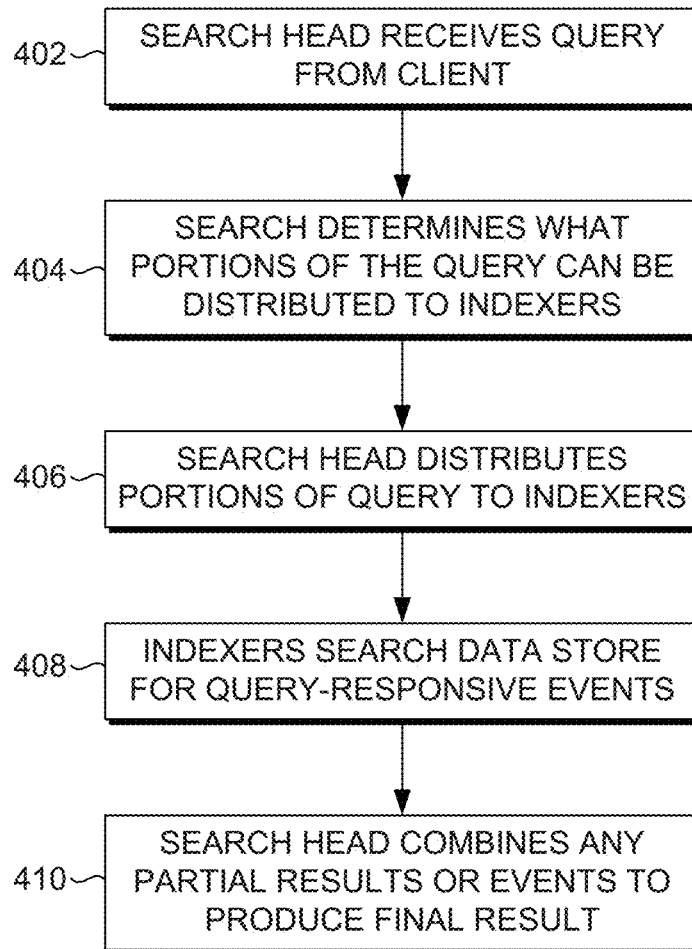 402
SEARCH HEAD RECEIVES QUERY
FROM CLIENT
404
SEARCH DETERMINES WHAT
PORTIONS OF THE QUERY CAN BE
DISTRIBUTED TO INDEXERS
406
SEARCH HEAD DISTRIBUTES
PORTIONS OF QUERY TO INDEXERS
408
INDEXERS SEARCH DATA STORE
FOR QUERY-RESPONSIVE EVENTS
410
SEARCH HEAD COMBINES ANY
PARTIAL RESULTS OR EVENTS TO
PRODUCE FINAL RESULT